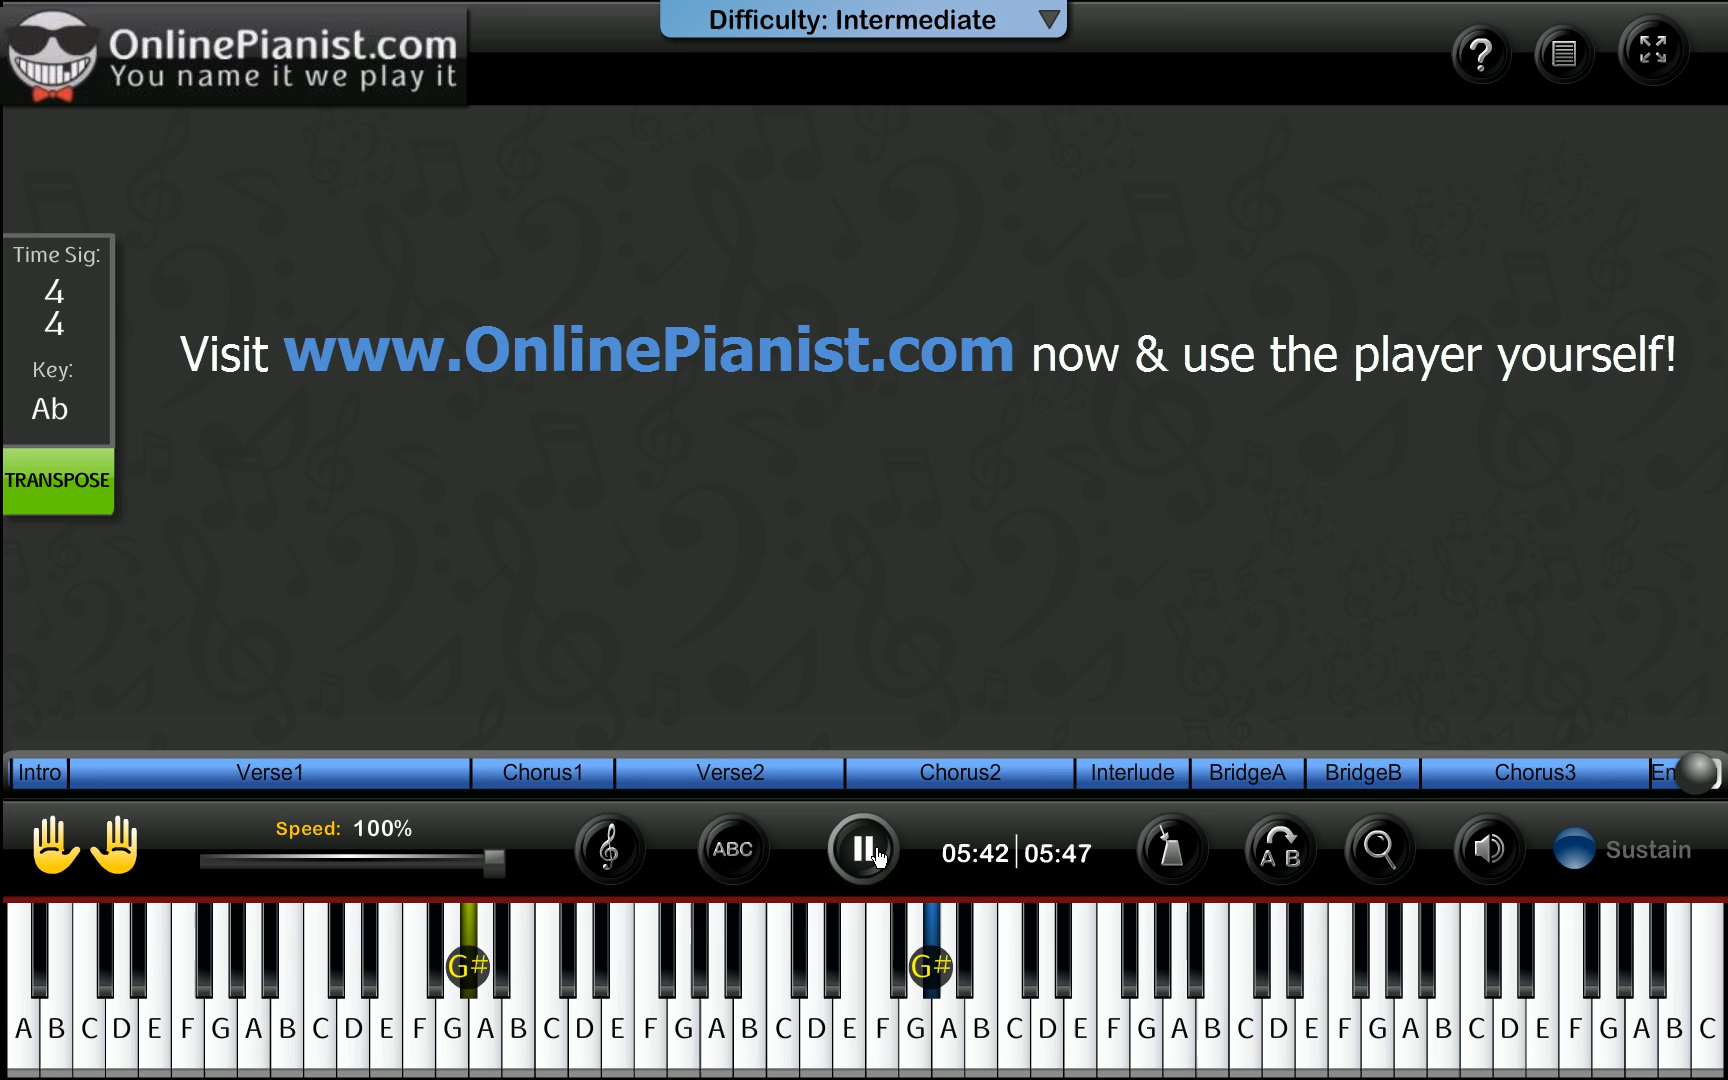 OnlinePianist.com
You name it we play it
Difficulty: Intermediate
?
Time Sig:
4
4
Key:
Ab
TRANSPOSE
Visit www.OnlinePianist.com now & use the player yourself!
Intro Verse1 Chorus1 Verse2 Chorus2 Interlude BridgeA BridgeB Chorus3 En
Speed: 100%
ABC
05:42|05:47
A B
Sustain
G# G#
A B C D E F G A B C D E F G A B C D E F G A B C D E F G A B C D E F G A B C D E F G A B C D E F G A B C